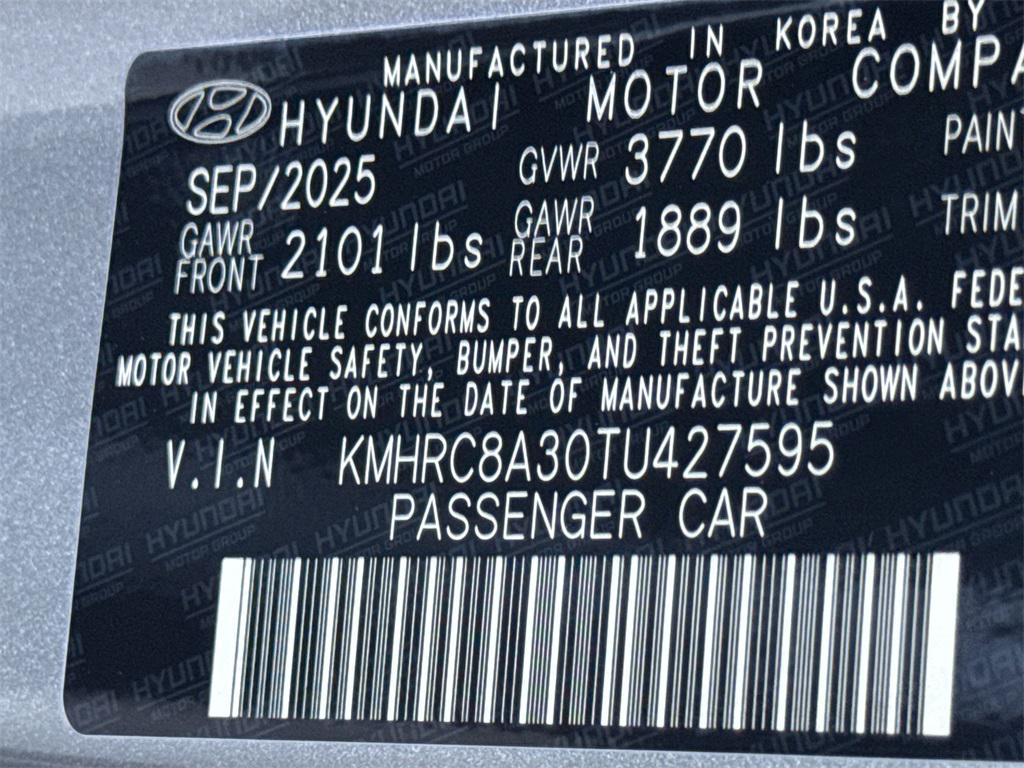 MANUFACTURED IN KOREA BY
HYUNDAI MOTOR COMPA
SEP/2025 GVWR 3770 lbs PAINT
GAWR FRONT 2101 lbs GAWR REAR 1889 lbs TRIM
THIS VEHICLE CONFORMS TO ALL APPLICABLE U.S.A. FEDE
MOTOR VEHICLE SAFETY, BUMPER, AND THEFT PREVENTION STA
IN EFFECT ON THE DATE OF MANUFACTURE SHOWN ABOV
V.I.N KMHRC8A30TU427595
PASSENGER CAR